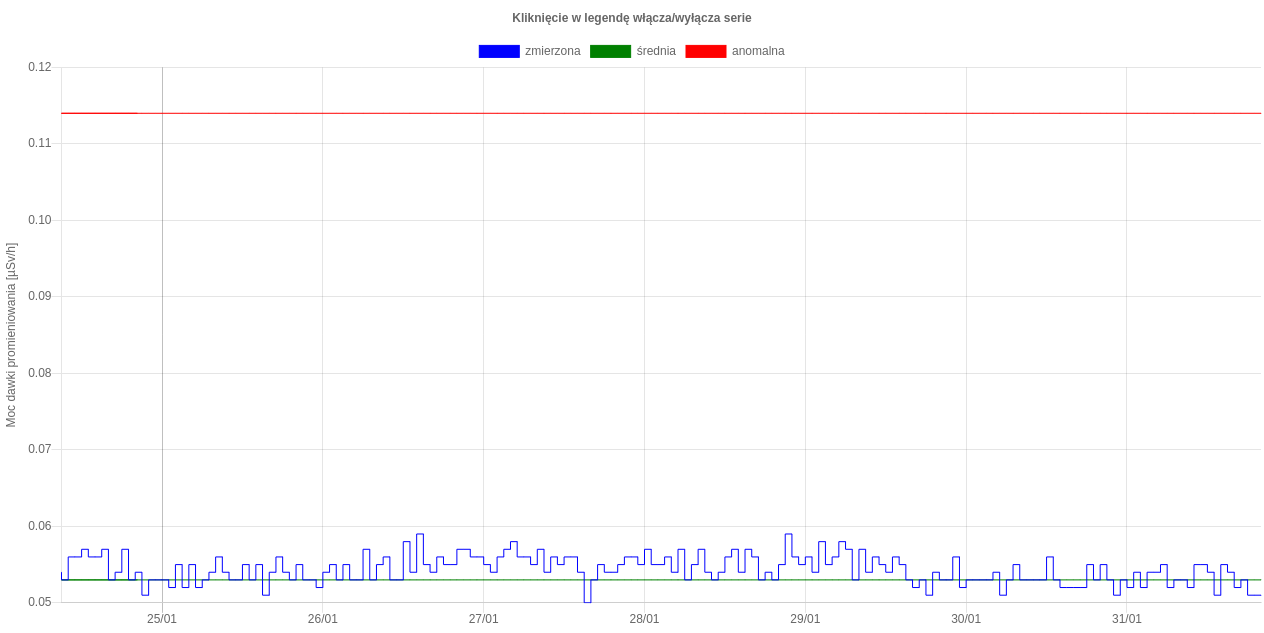 Kliknięcie w legendę włącza/wyłącza serie
zmierzona średnia anomalna
Moc dawki promieniowania [µSv/h]
0.12
0.11
0.10
0.09
0.08
0.07
0.06
0.05
25/01 26/01 27/01 28/01 29/01 30/01 31/01